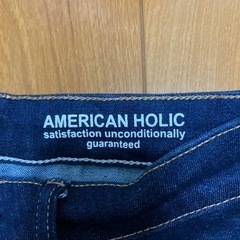 AMERICAN HOLIC
satisfaction unconditionally
guaranteed